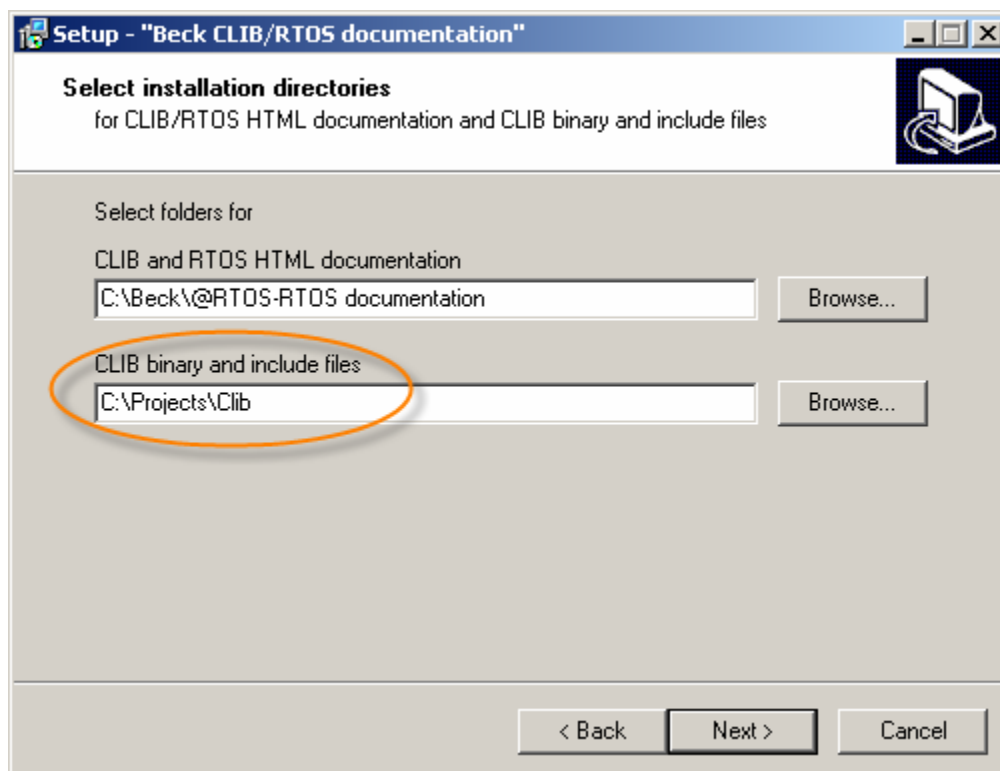 Setup - "Beck CLIB/RTOS documentation"
Select installation directories
for CLIB/RTOS HTML documentation and CLIB binary and include files
Select folders for
CLIB and RTOS HTML documentation
C:\Beck\@RTOS-RTOS documentation
Browse...
CLIB binary and include files
C:\Projects\Clib
Browse...
< Back
Next >
Cancel